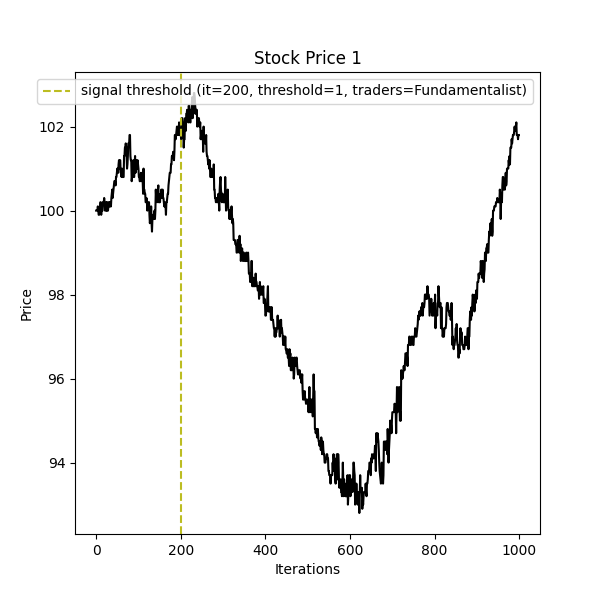 Stock Price 1
signal threshold (it=200, threshold=1, traders=Fundamentalist)
102
100
98
96
94
Price
0 200 400 600 800 1000
Iterations